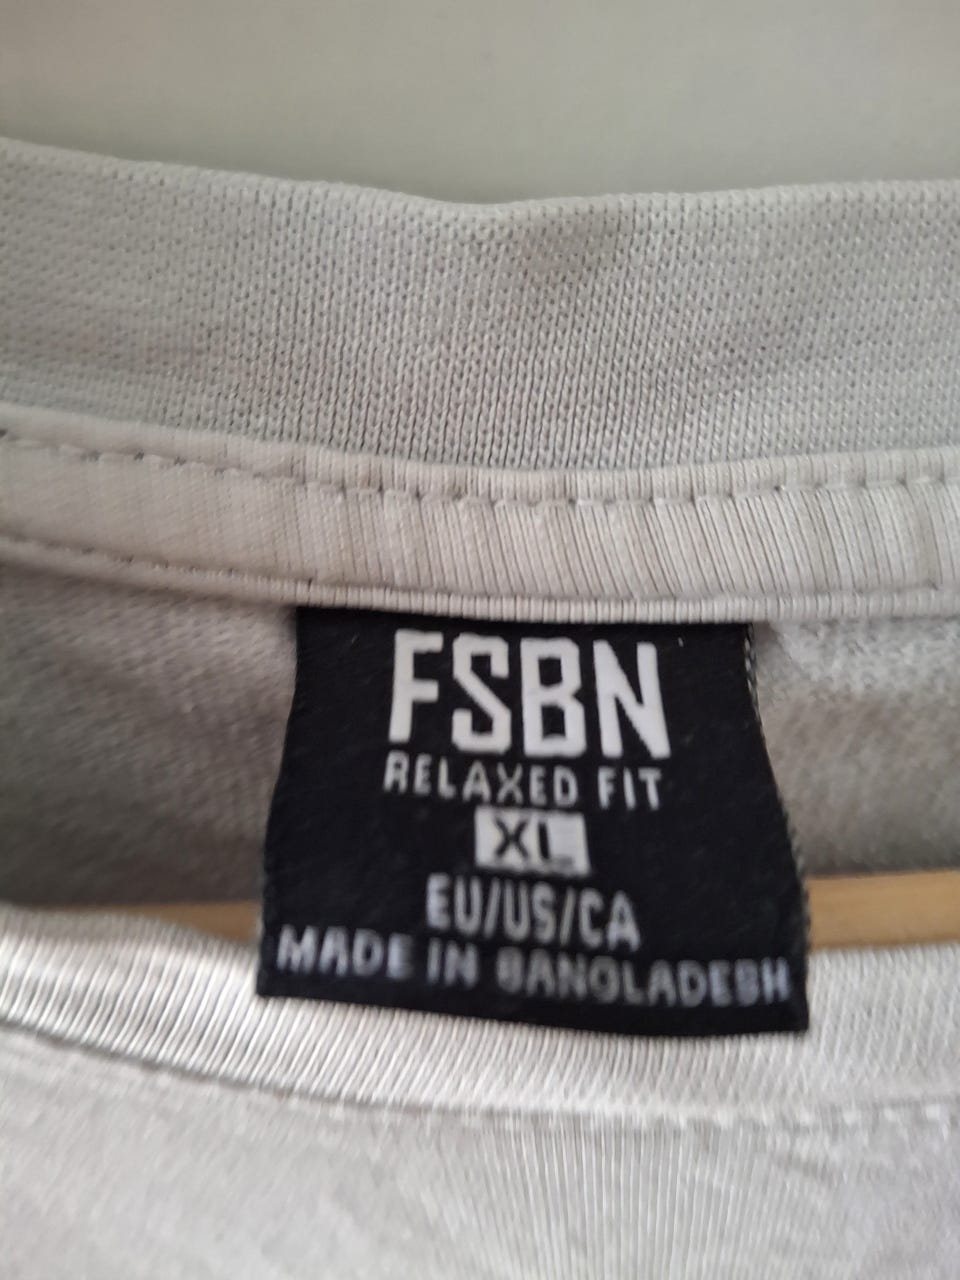 FSBN
RELAXED FIT
XL
EU/US/CA
MADE IN BANGLADESH